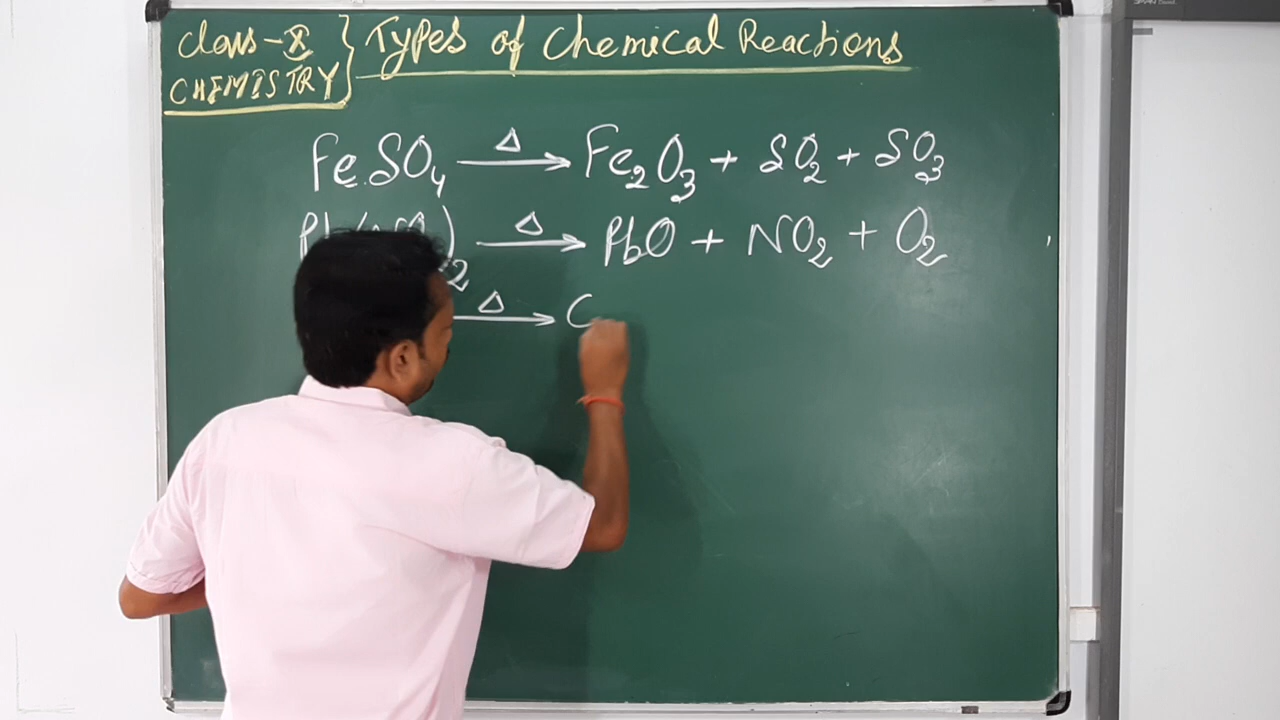 Class-X } Types of Chemical Reactions
CHEMISTRY
FeSO₄ —Δ→ Fe₂O₃ + SO₂ + SO₃
)₂ —Δ→ PbO + NO₂ + O₂
—Δ→ C